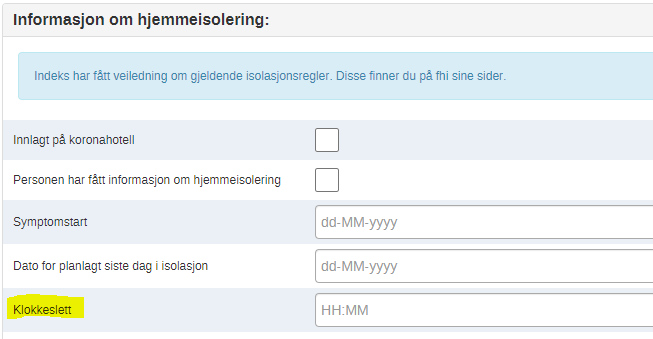 Informasjon om hjemmeisolering:
Indeks har fått veiledning om gjeldende isolasjonsregler. Disse finner du på fhi sine sider.
Innlagt på koronahotell
Personen har fått informasjon om hjemmeisolering
Symptomstart dd-MM-yyyy
Dato for planlagt siste dag i isolasjon dd-MM-yyyy
Klokkeslett HH:MM